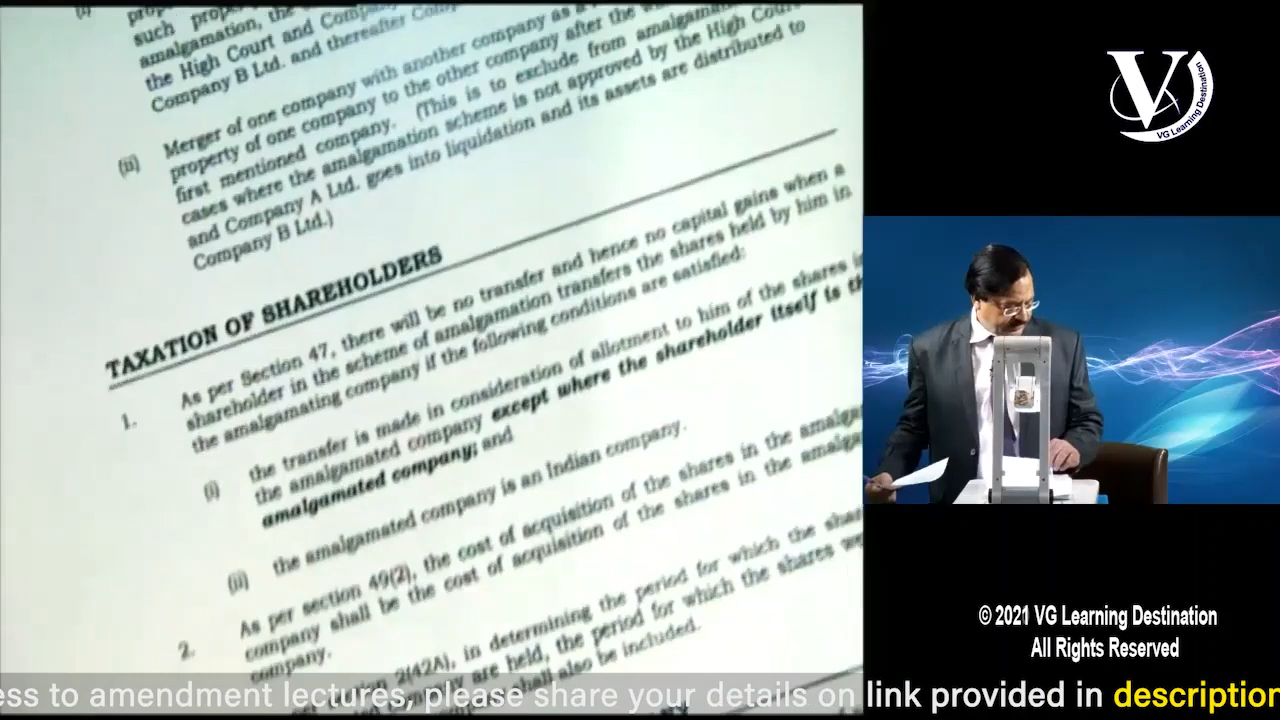 (i)
such
amalgamation, the
the High Court and Company
Company B Ltd. and thereafter
(ii) Merger of one company with another company as a
property of one company to the other company after the
first mentioned company. (This is to exclude from
cases where the amalgamation scheme is not approved by the High Court
and Company A Ltd. goes into liquidation and its assets are distributed to
Company B Ltd.)
TAXATION OF SHAREHOLDERS
1. As per Section 47, there will be no transfer and hence no capital gains when a
shareholder in the scheme of amalgamation transfers the shares held by him in
the amalgamating company if the following conditions are satisfied:
(i) the transfer is made in consideration of allotment to him of the shares
the amalgamated company except where the shareholder itself is
amalgamated company; and
(ii) the amalgamated company is an Indian company.
2. As per section 49(2), the cost of acquisition of the shares in the
company shall be the cost of acquisition of the shares in the
company.
2(42A), in determining the period for which the
are held, the period for which the shares
shall also be included.
V
VG Learning Destination
© 2021 VG Learning Destination
All Rights Reserved
to amendment lectures, please share your details on link provided in description